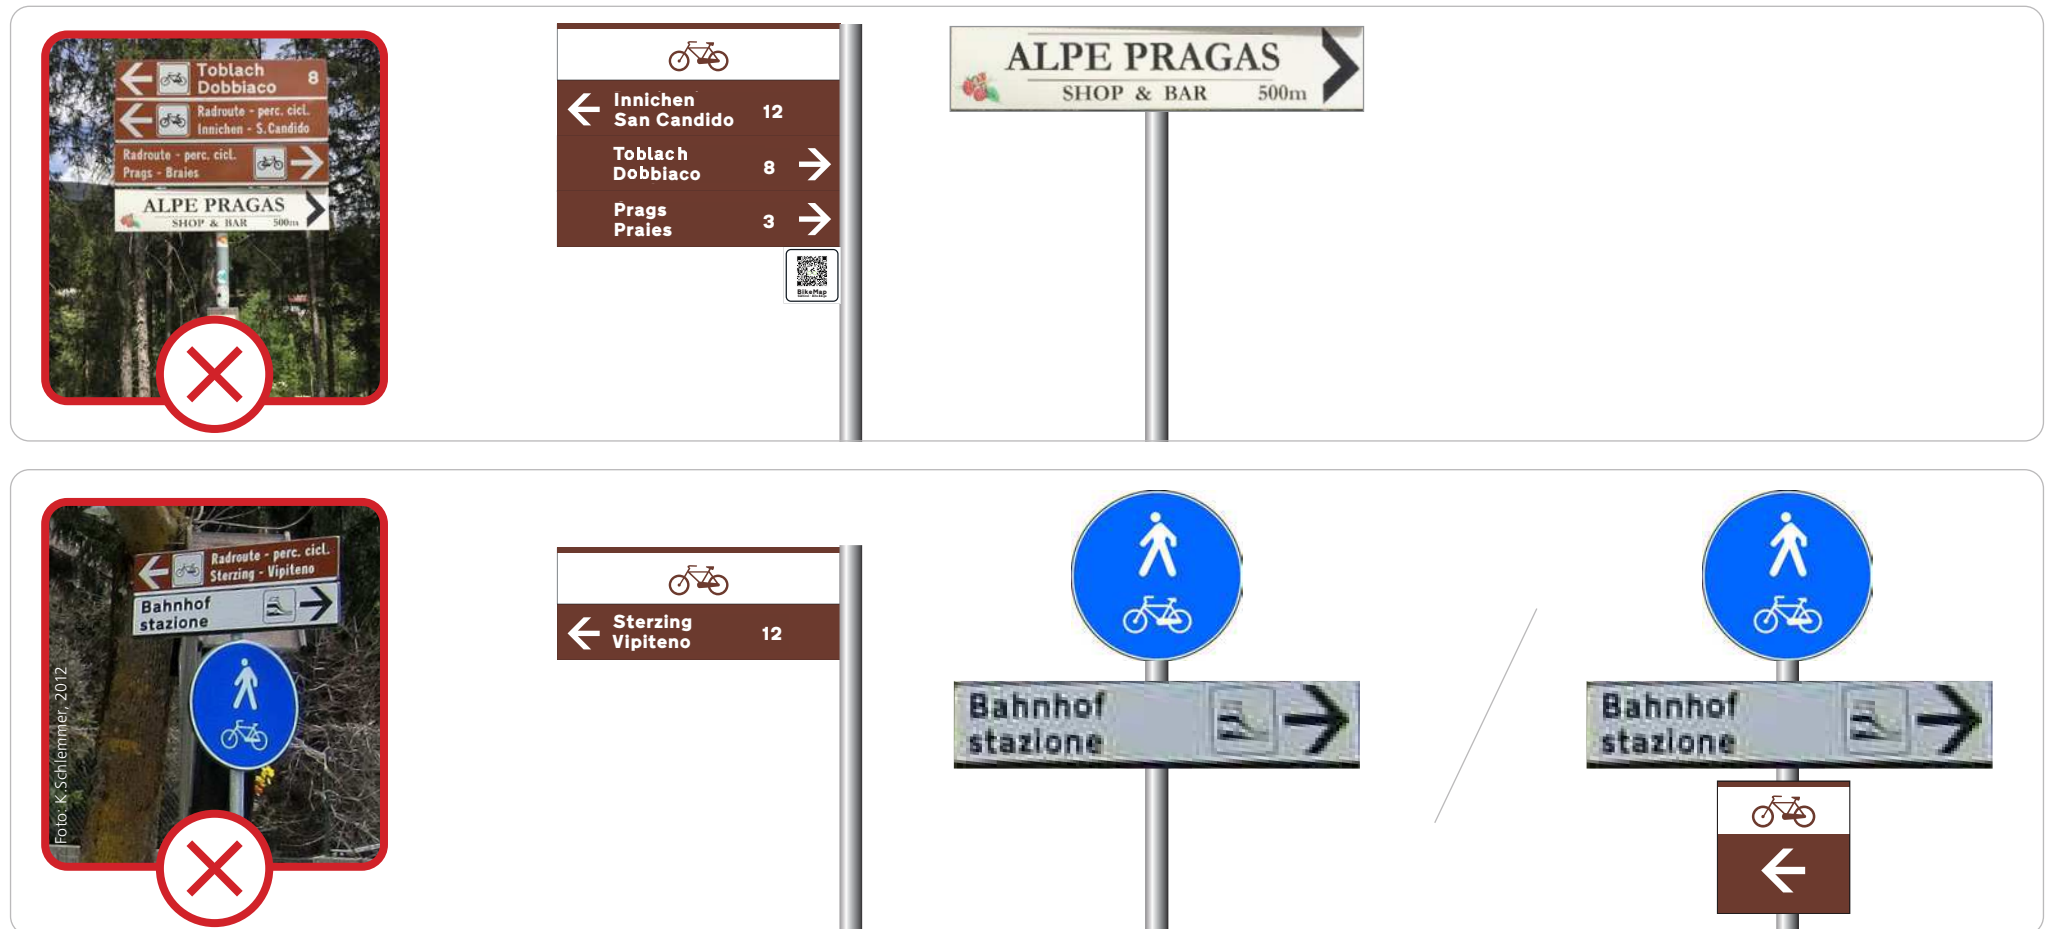 Toblach
Dobbiaco
8
Radroute - perc. cicl.
Innichen - S.Candido
Radroute - perc. cicl.
Prags - Braies
ALPE PRAGAS
SHOP & BAR 500m
Innichen
San Candido
12
Toblach
Dobbiaco
8
Prags
Praies
3
BikeMap
ALPE PRAGAS
SHOP & BAR 500m
Radroute - perc. cicl.
Sterzing - Vipiteno
Bahnhof
stazione
Foto: K.Schlemmer, 2012
Sterzing
Vipiteno
12
Bahnhof
stazione
Bahnhof
stazione